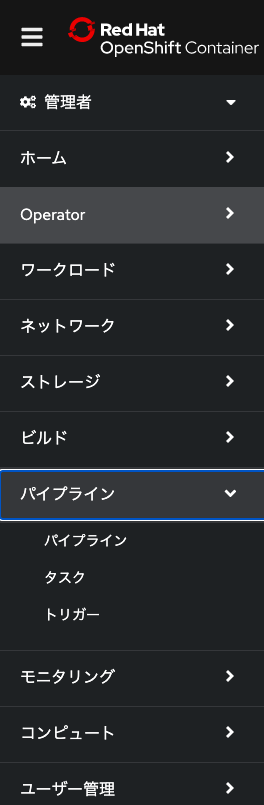 Red Hat
OpenShift Container
管理者
ホーム
Operator
ワークロード
ネットワーク
ストレージ
ビルド
パイプライン
パイプライン
タスク
トリガー
モニタリング
コンピュート
ユーザー管理